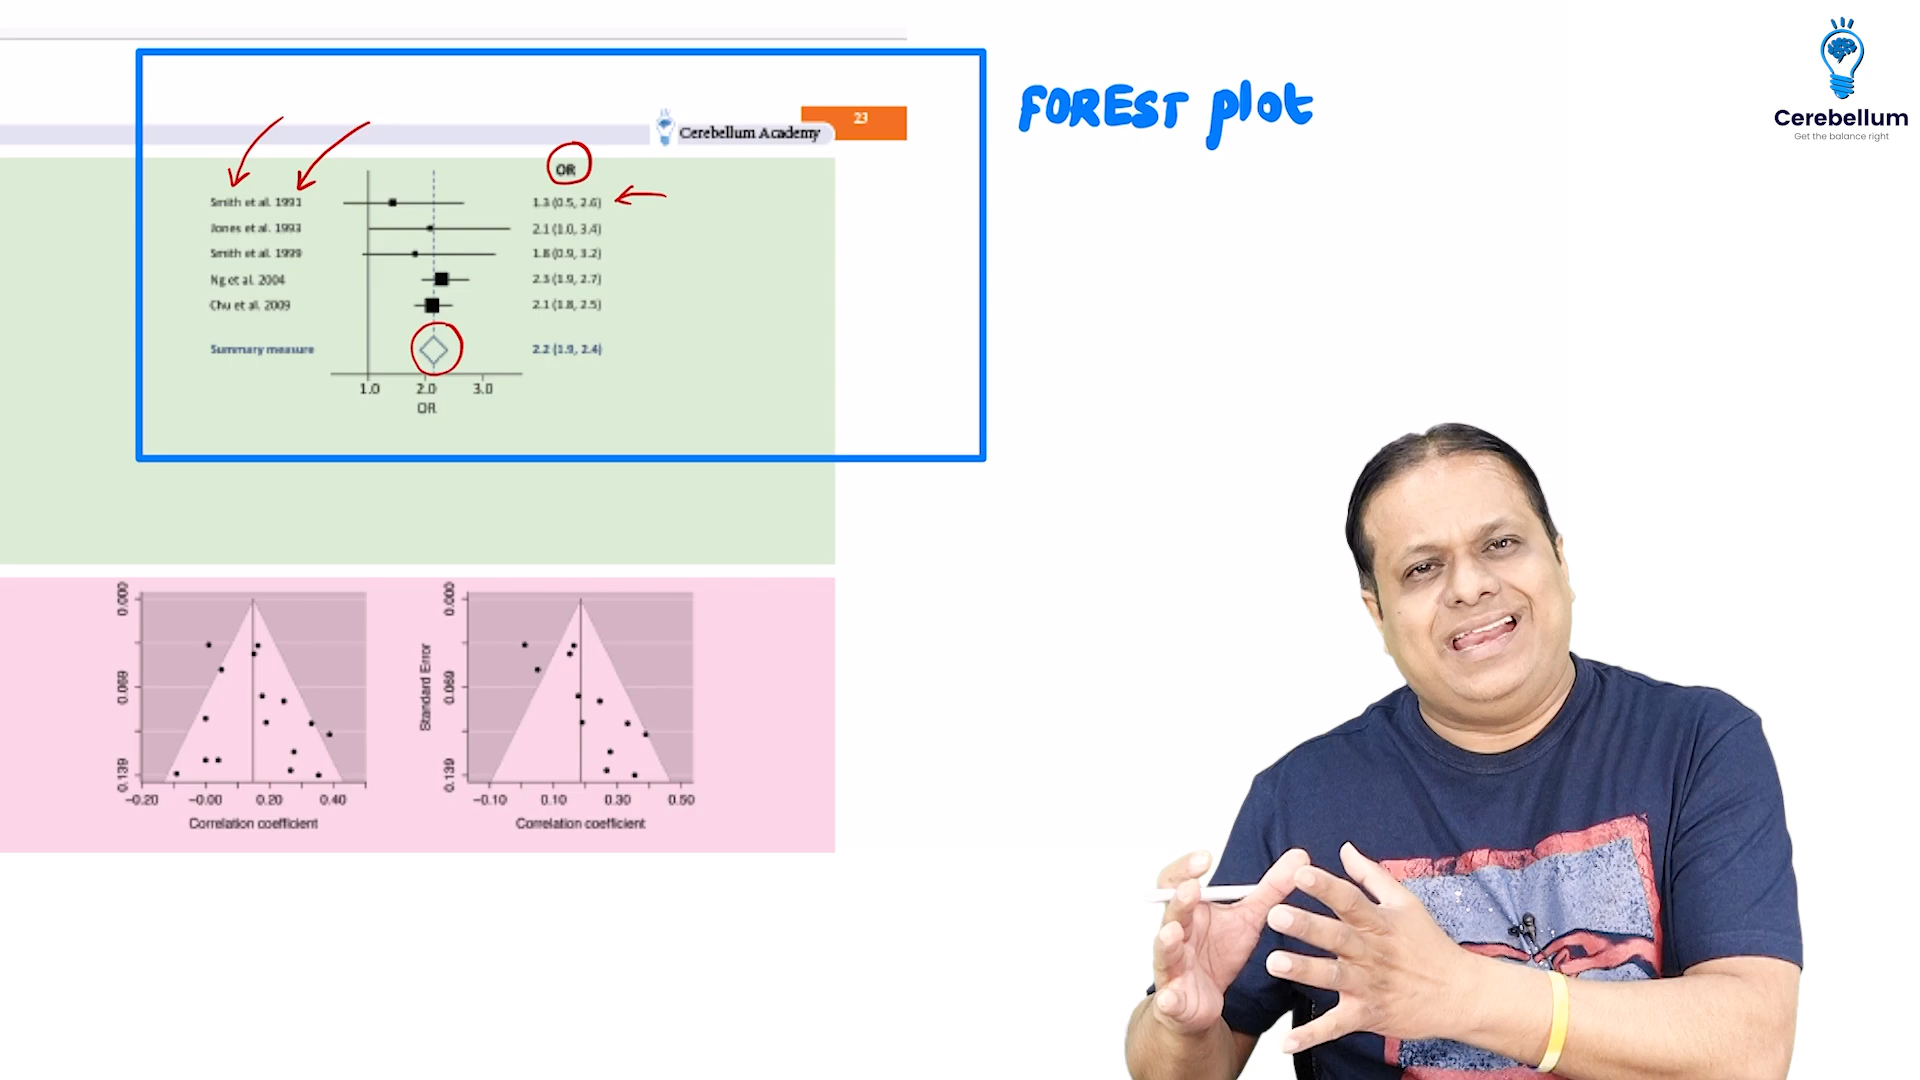 FOREST plot
Cerebellum
Get the balance right
Cerebellum Academy
23
OR
Smith et al. 1991 1.3 (0.5, 2.6)
Jones et al. 1993 2.1 (1.0, 3.4)
Smith et al. 1999 1.8 (0.9, 3.2)
Ng et al. 2004 2.3 (1.9, 2.7)
Chu et al. 2009 2.1 (1.8, 2.5)
Summary measure 2.2 (1.9, 2.4)
1.0 2.0 3.0
OR
0.000
0.069
0.139
-0.20 -0.00 0.20 0.40
Correlation coefficient
Standard Error
0.000
0.069
0.139
-0.10 0.10 0.30 0.50
Correlation coefficient